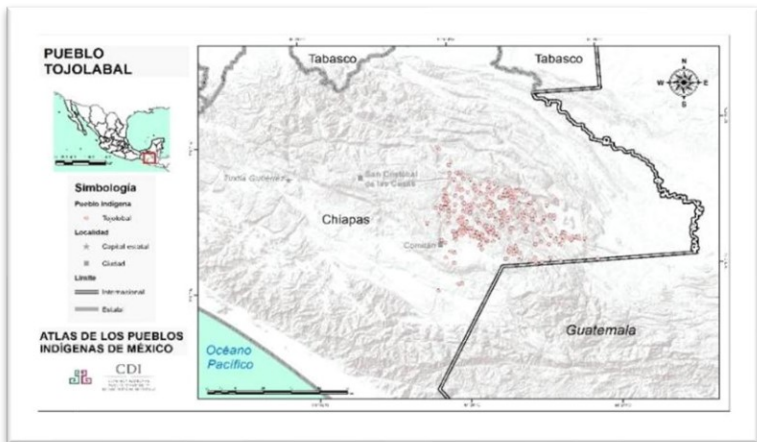 PUEBLO
TOJOLABAL
Simbología
Pueblo Indígena
Tojolabal
Localidad
Capital estatal
Ciudad
Límite
Internacional
Estatal
ATLAS DE LOS PUEBLOS
INDÍGENAS DE MÉXICO
CDI
Tabasco
Tabasco
N
W
E
S
Tuxtla Gutiérrez
San Cristóbal
de las Casas
Chiapas
Comitán
Guatemala
Océano
Pacífico